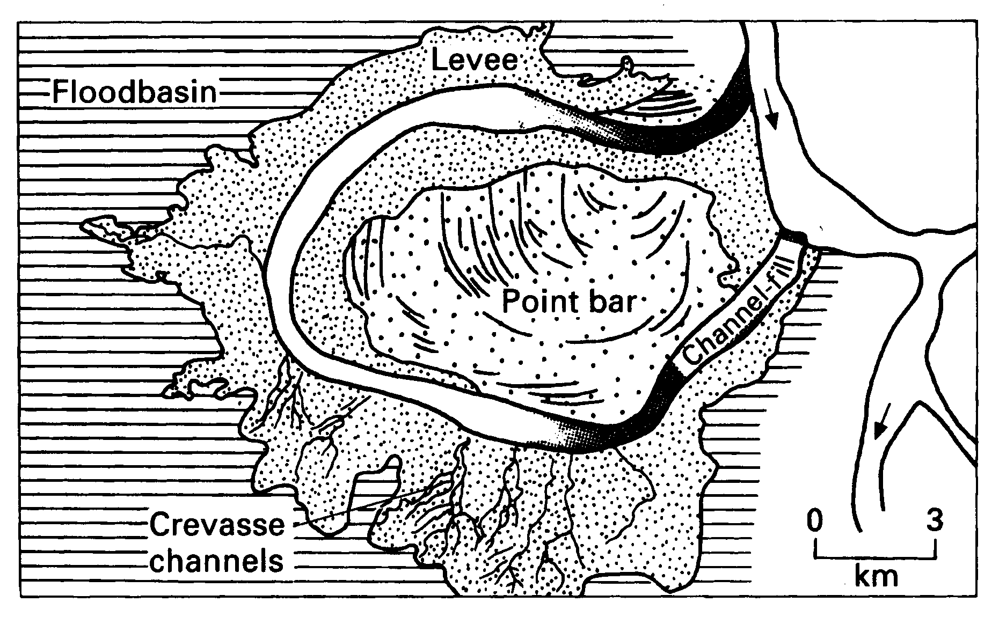 Levee
Floodbasin
Point bar
Channel-fill
Crevasse
channels
0 3
km